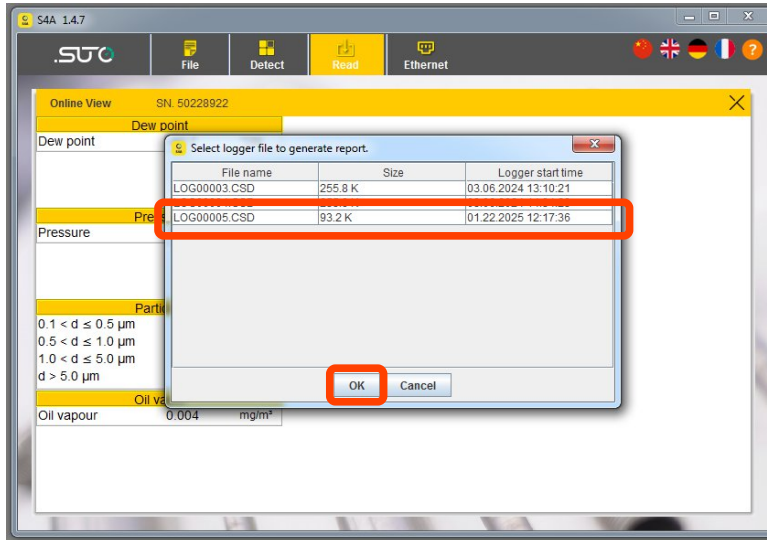 S4A 1.4.7
.SUTO
File
Detect
Read
Ethernet
?
Online View SN. 50228922
Dew point
Dew point
Select logger file to generate report.
File name Size Logger start time
LOG00003.CSD 255.8 K 03.06.2024 13:10:21
LOG00005.CSD 93.2 K 01.22.2025 12:17:36
Pres
Pressure
Partic
0.1 < d ≤ 0.5 µm
0.5 < d ≤ 1.0 µm
1.0 < d ≤ 5.0 µm
d > 5.0 µm
OK Cancel
Oil va
Oil vapour 0.004 mg/m³